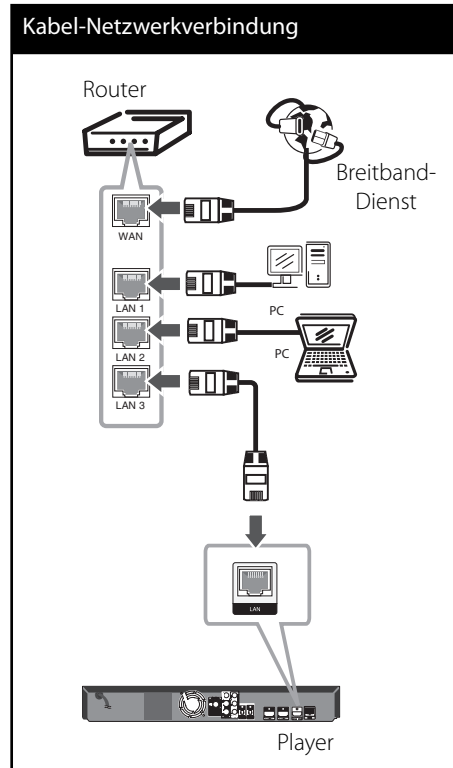 Kabel-Netzwerkverbindung
Router
Breitband-
Dienst
WAN
LAN 1
PC
LAN 2
PC
LAN 3
LAN
Player